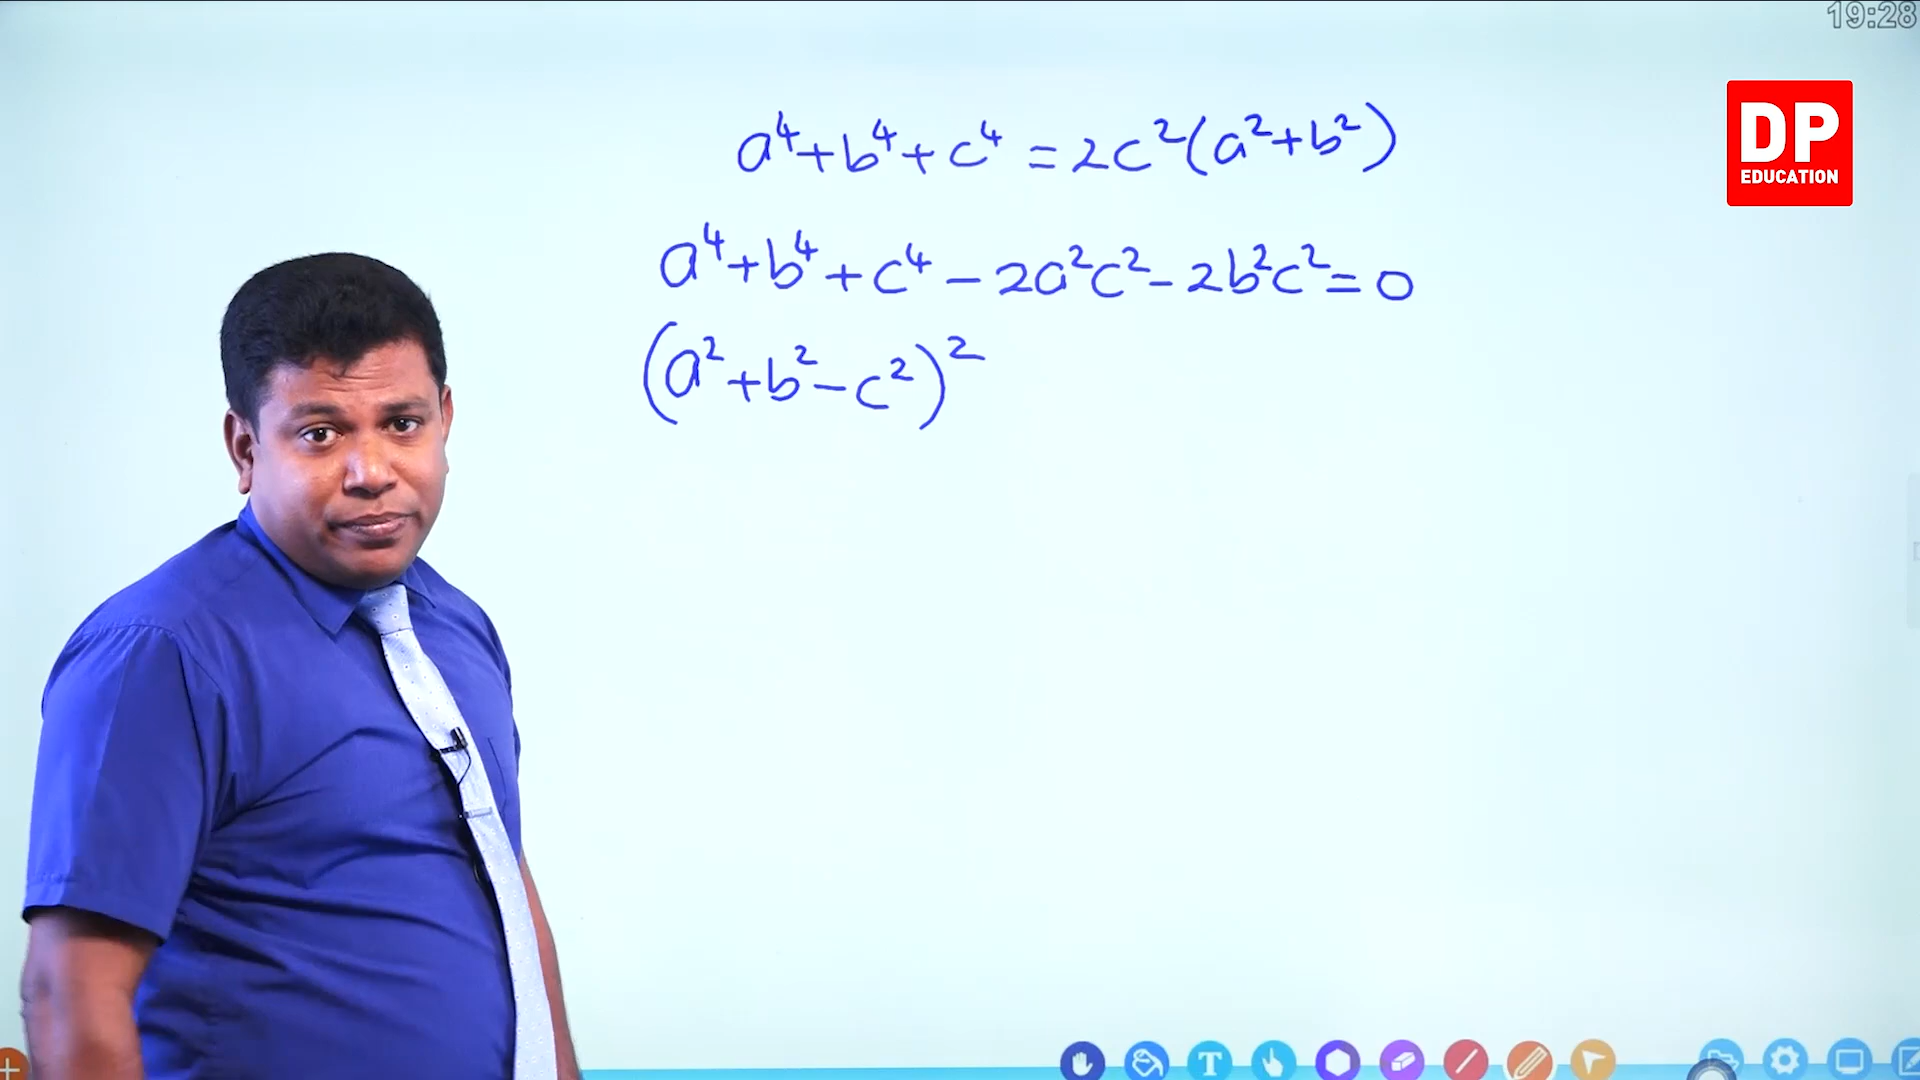 19:28
DP
EDUCATION
a⁴+b⁴+c⁴ = 2c²(a²+b²)
a⁴+b⁴+c⁴-2a²c²-2b²c²=0
(a²+b²-c²)²
T